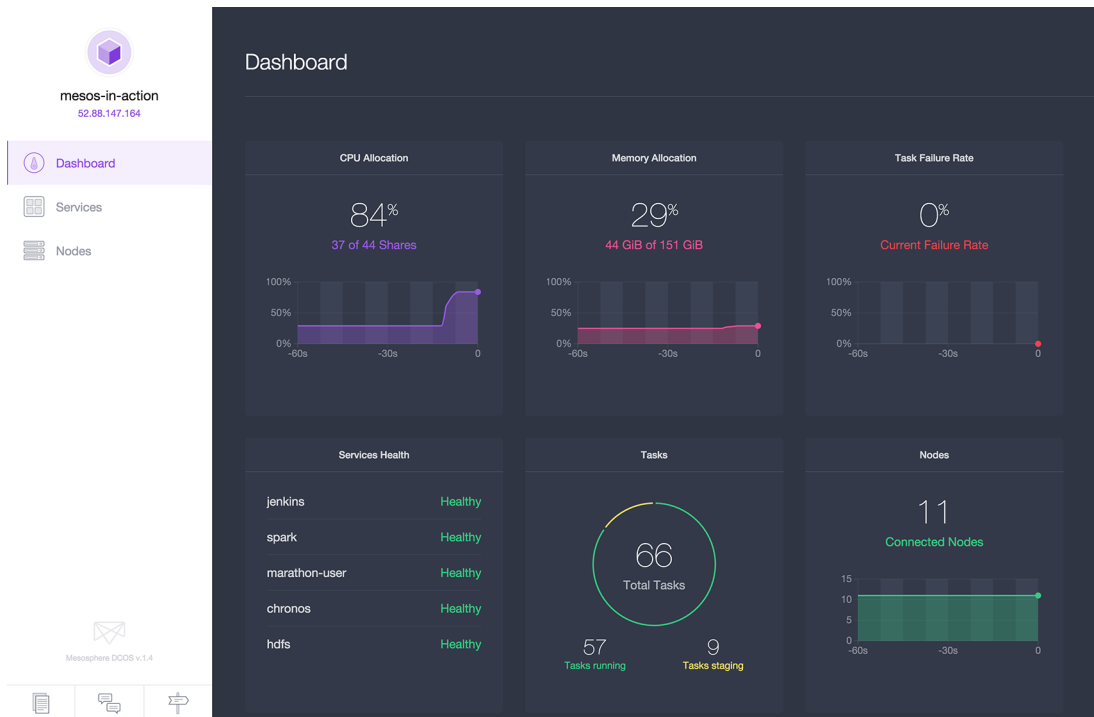 mesos-in-action
52.88.147.164
Dashboard
Services
Nodes
Mesosphere DCOS v.1.4
Dashboard
CPU Allocation
84%
37 of 44 Shares
100%
50%
0%
-60s -30s 0
Memory Allocation
29%
44 GiB of 151 GiB
100%
50%
0%
-60s -30s 0
Task Failure Rate
0%
Current Failure Rate
100%
50%
0%
-60s -30s 0
Services Health
jenkins Healthy
spark Healthy
marathon-user Healthy
chronos Healthy
hdfs Healthy
Tasks
66
Total Tasks
57 9
Tasks running Tasks staging
Nodes
11
Connected Nodes
15
10
5
0
-60s -30s 0